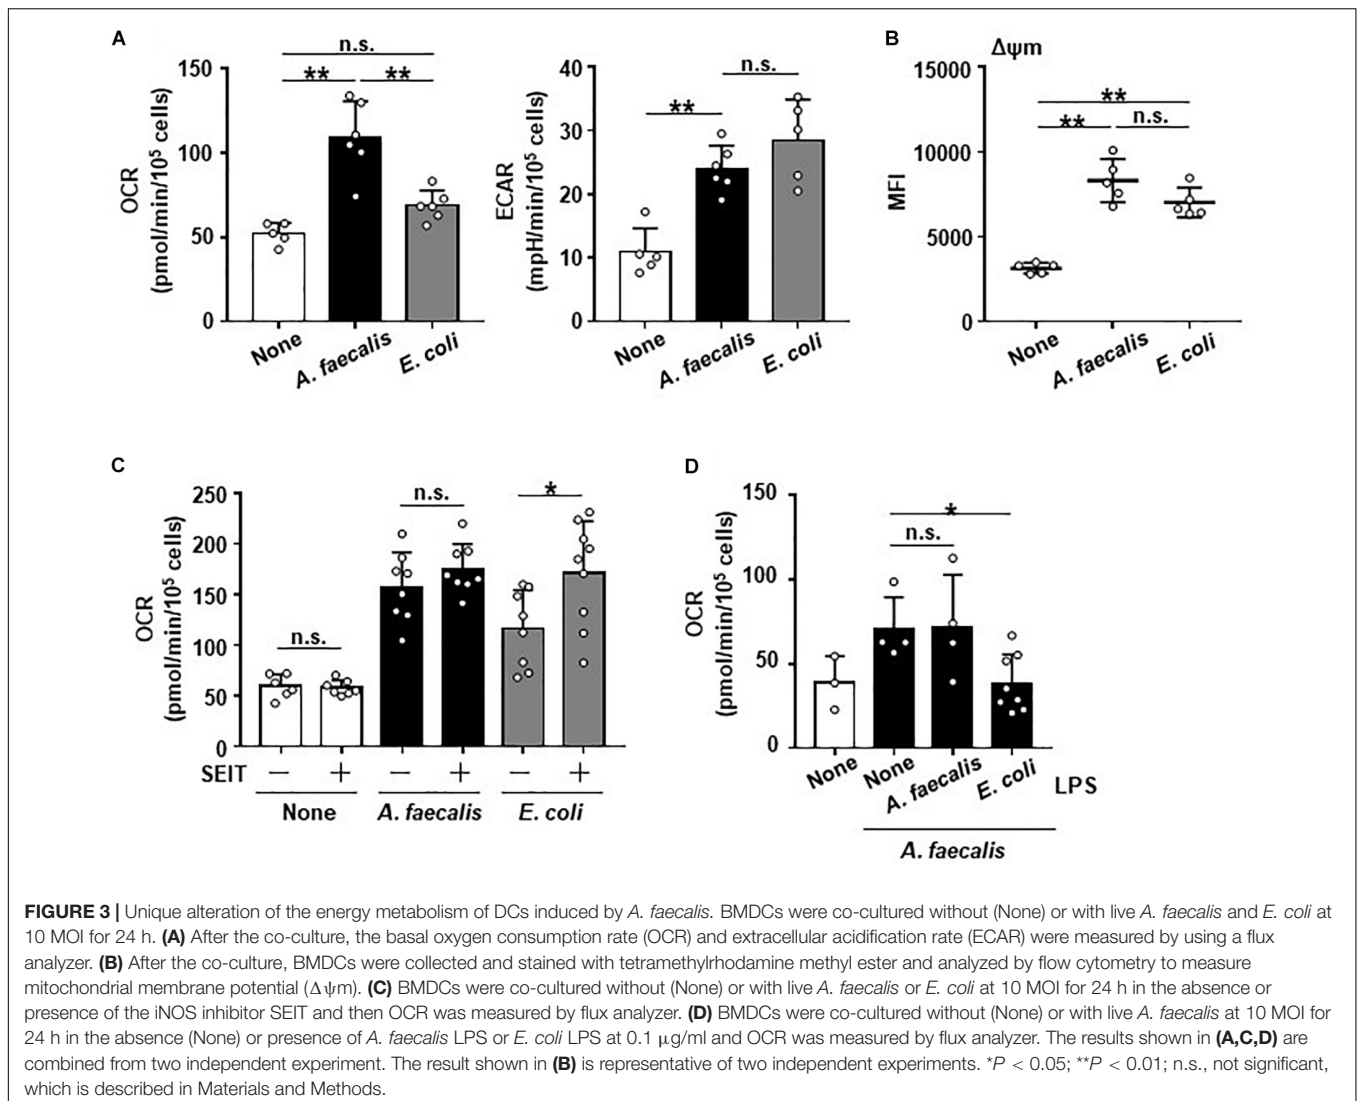 A
n.s.
** **
150
100
50
0
OCR
(pmol/min/10⁵ cells)
None
A. faecalis
E. coli
n.s.
**
40
30
20
10
0
ECAR
(mpH/min/10⁵ cells)
None
A. faecalis
E. coli
B
Δψm
15000
10000
5000
0
MFI
**
** n.s.
None
A. faecalis
E. coli
C
250
200
150
100
50
0
OCR
(pmol/min/10⁵ cells)
n.s.
n.s.
*
SEIT − + − + − +
None A. faecalis E. coli
D
150
100
50
0
OCR
(pmol/min/10⁵ cells)
*
n.s.
None
None
A. faecalis
E. coli
LPS
A. faecalis
FIGURE 3 | Unique alteration of the energy metabolism of DCs induced by A. faecalis. BMDCs were co-cultured without (None) or with live A. faecalis and E. coli at
10 MOI for 24 h. (A) After the co-culture, the basal oxygen consumption rate (OCR) and extracellular acidification rate (ECAR) were measured by using a flux
analyzer. (B) After the co-culture, BMDCs were collected and stained with tetramethylrhodamine methyl ester and analyzed by flow cytometry to measure
mitochondrial membrane potential (Δψm). (C) BMDCs were co-cultured without (None) or with live A. faecalis or E. coli at 10 MOI for 24 h in the absence or
presence of the iNOS inhibitor SEIT and then OCR was measured by flux analyzer. (D) BMDCs were co-cultured without (None) or with live A. faecalis at 10 MOI for
24 h in the absence (None) or presence of A. faecalis LPS or E. coli LPS at 0.1 μg/ml and OCR was measured by flux analyzer. The results shown in (A,C,D) are
combined from two independent experiment. The result shown in (B) is representative of two independent experiments. *P < 0.05; **P < 0.01; n.s., not significant,
which is described in Materials and Methods.